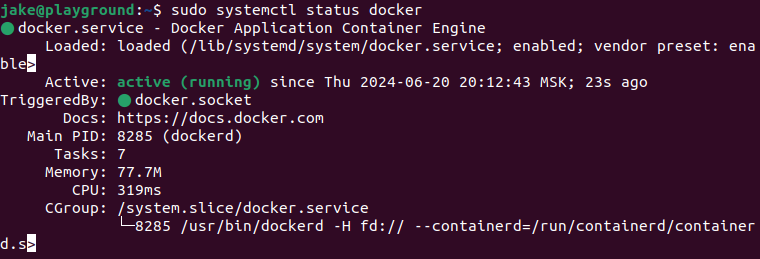 jake@playground:~$ sudo systemctl status docker
● docker.service - Docker Application Container Engine
Loaded: loaded (/lib/systemd/system/docker.service; enabled; vendor preset: ena
ble>
Active: active (running) since Thu 2024-06-20 20:12:43 MSK; 23s ago
TriggeredBy: ● docker.socket
Docs: https://docs.docker.com
Main PID: 8285 (dockerd)
Tasks: 7
Memory: 77.7M
CPU: 319ms
CGroup: /system.slice/docker.service
└─8285 /usr/bin/dockerd -H fd:// --containerd=/run/containerd/container
d.s>